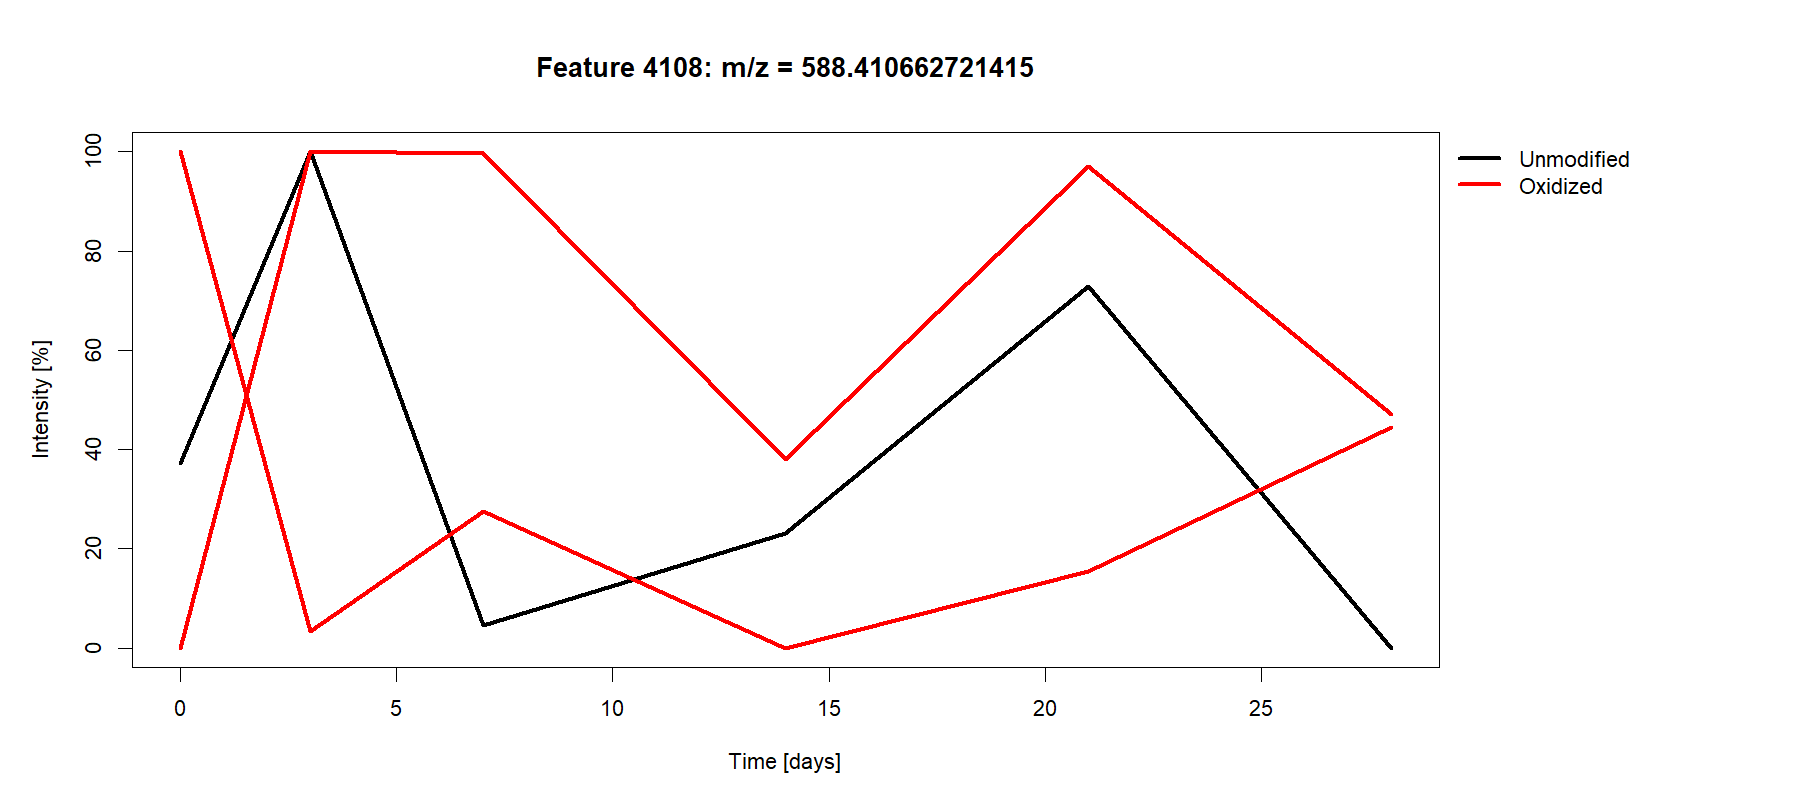 Feature 4108: m/z = 588.410662721415
Unmodified
Oxidized
Intensity [%]
100
80
60
40
20
0
0 5 10 15 20 25
Time [days]